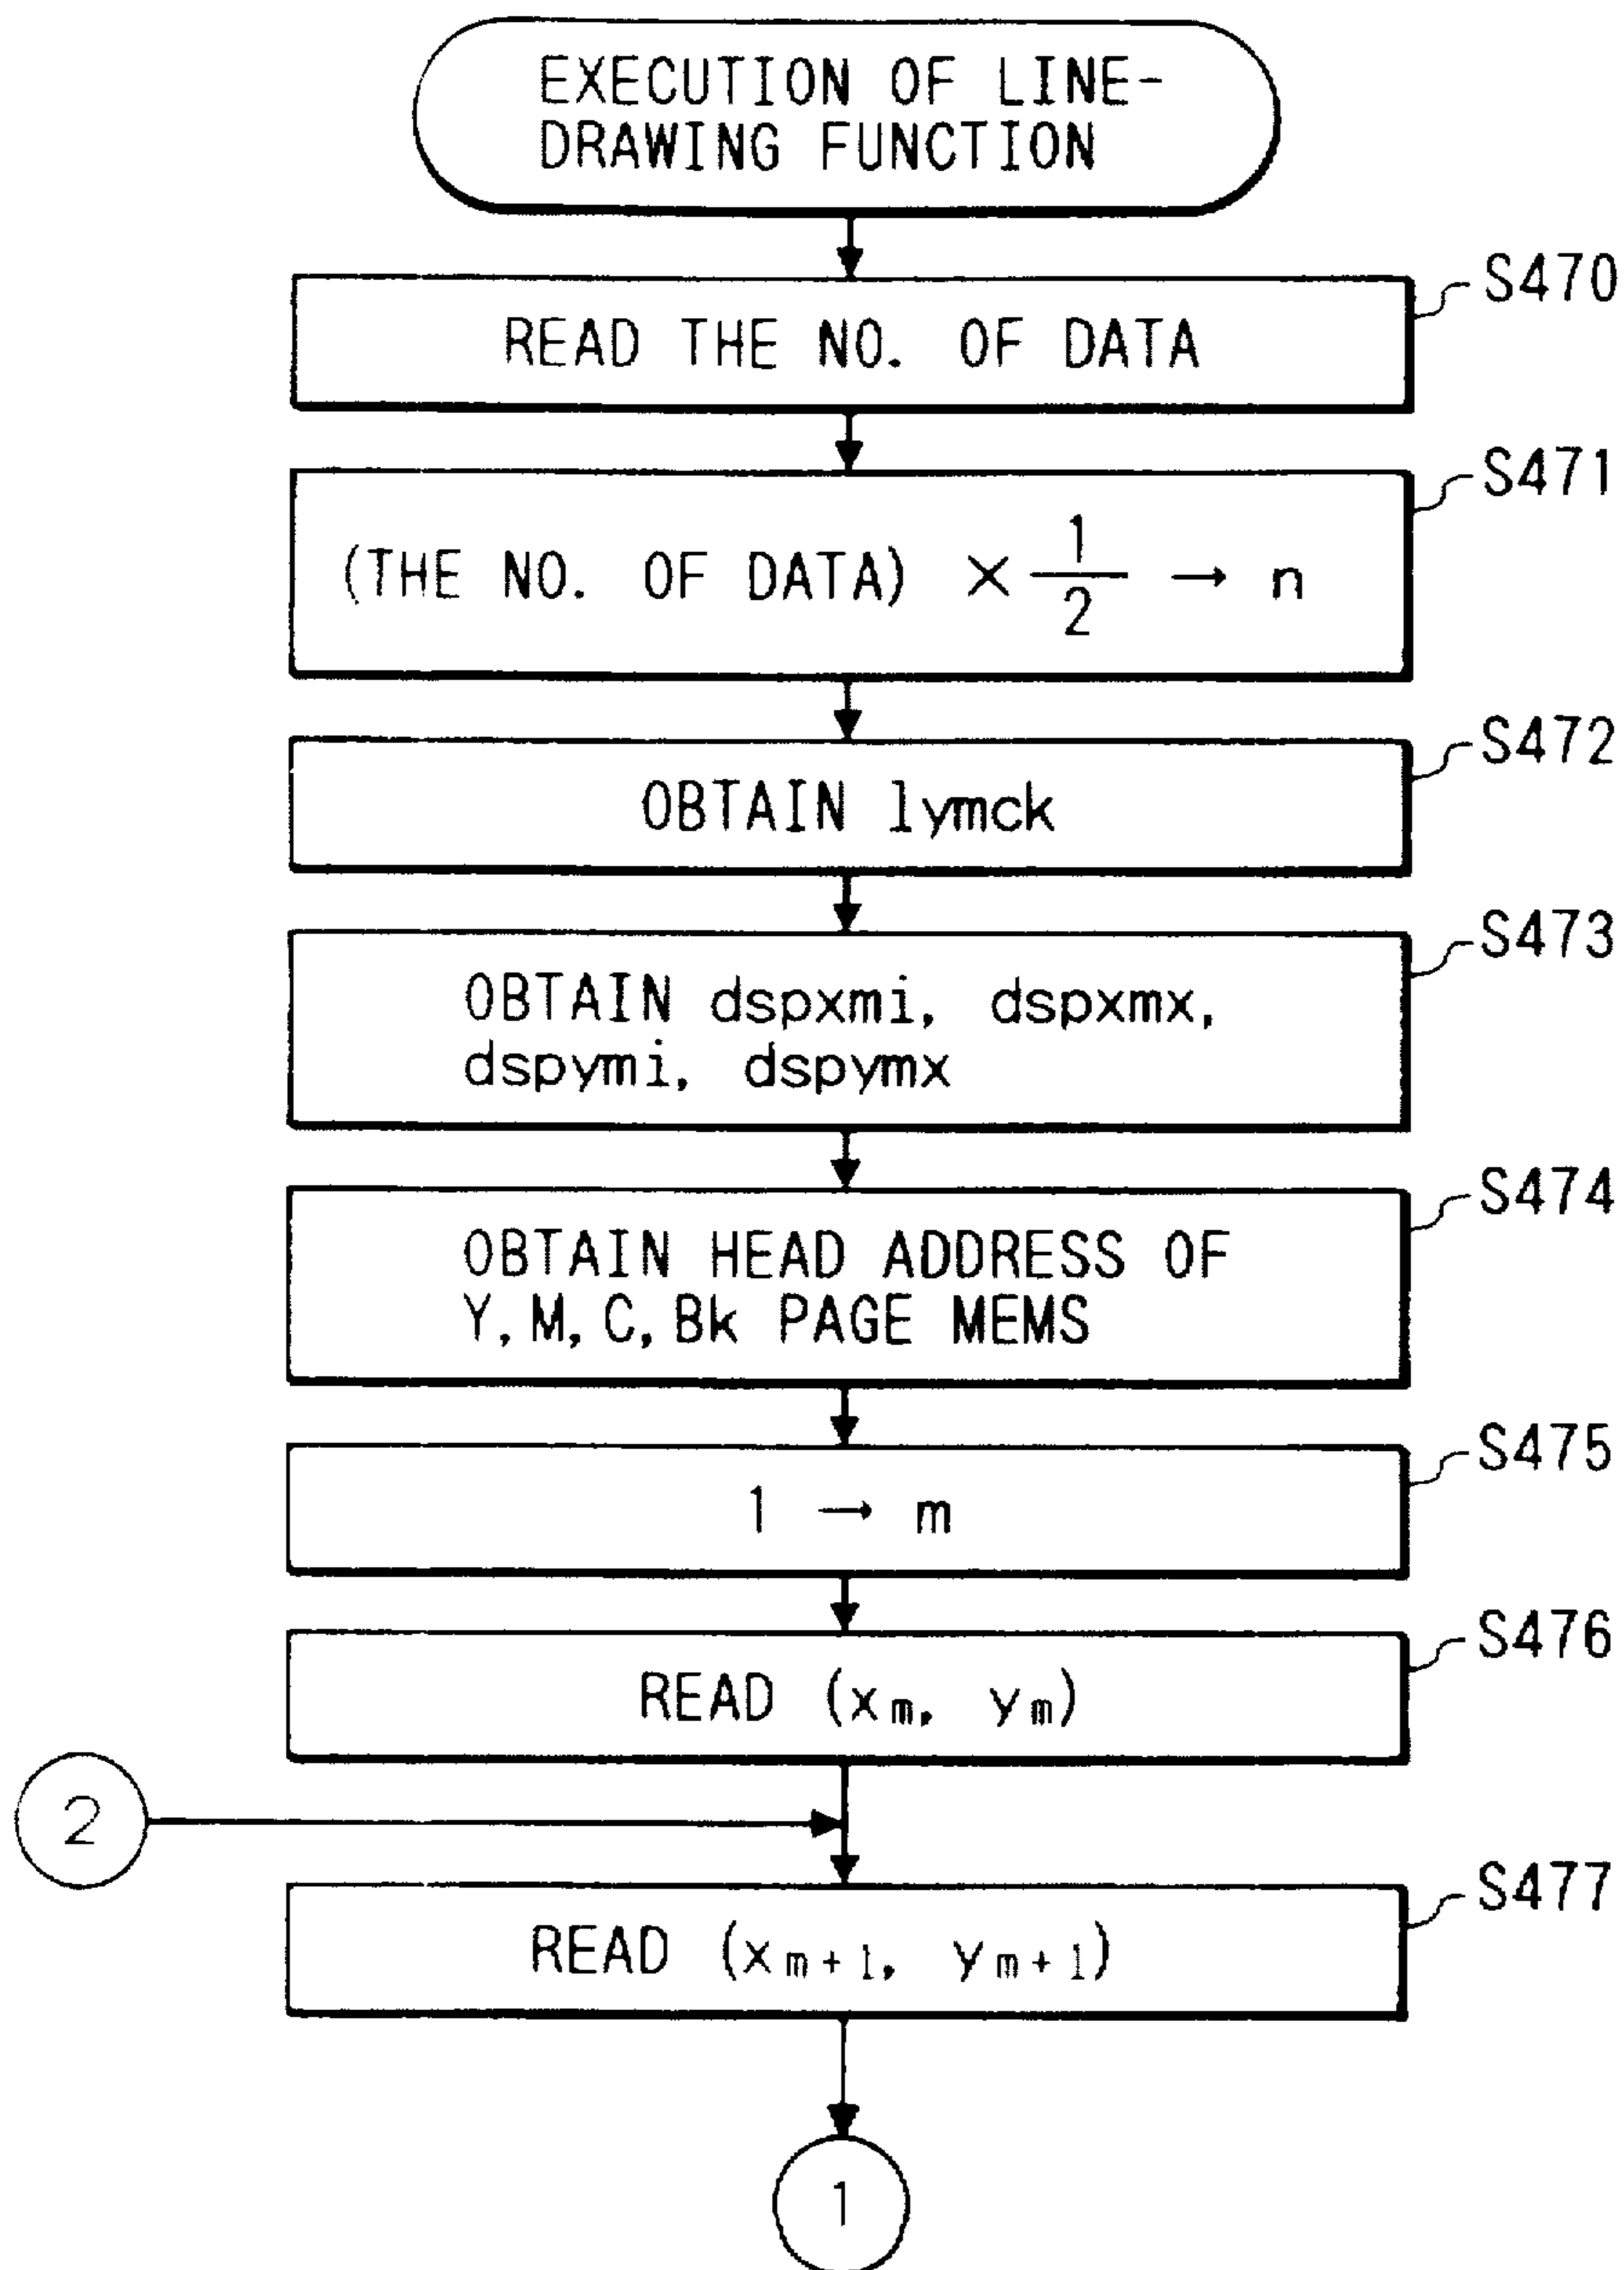 EXECUTION OF LINE-
DRAWING FUNCTION
S470
READ THE NO. OF DATA
S471
(THE NO. OF DATA) × 1/2 → n
S472
OBTAIN lymck
S473
OBTAIN dspxmi, dspxmx,
dspymi, dspymx
S474
OBTAIN HEAD ADDRESS OF
Y, M, C, Bk PAGE MEMS
S475
1 → m
S476
READ (xm, ym)
2
S477
READ (xm+1, ym+1)
1